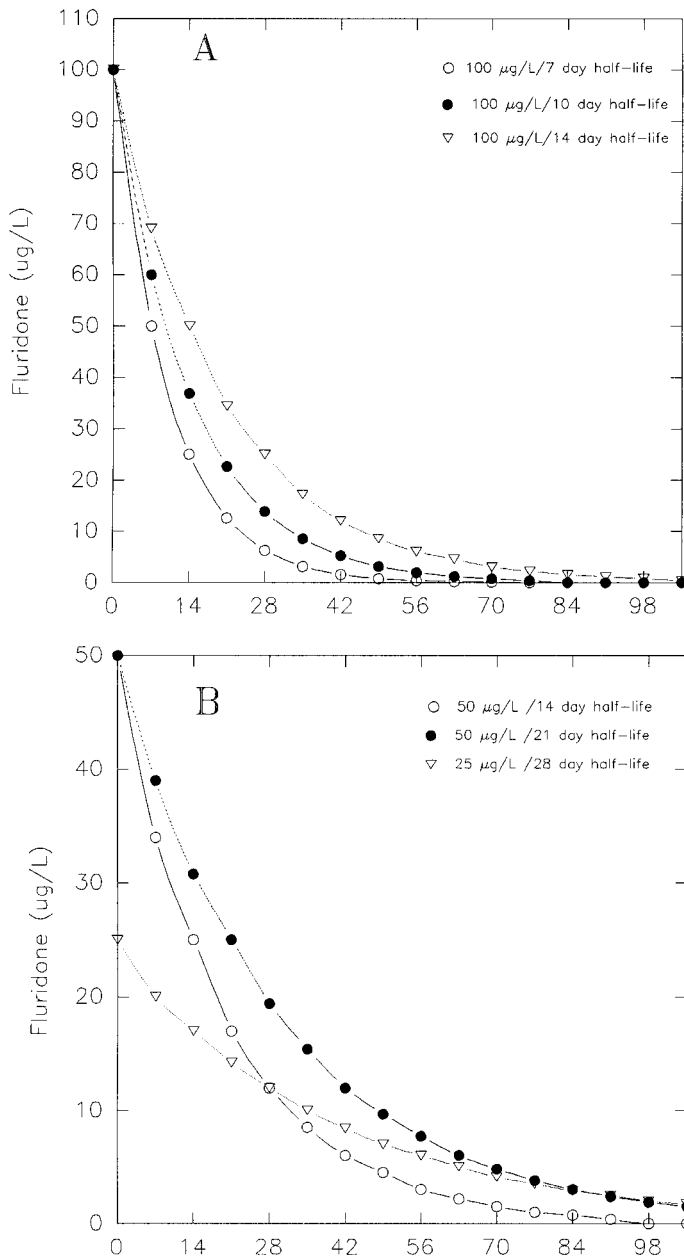 A
110
100
90
80
70
60
50
40
30
20
10
0
Fluridone (ug/L)
100 µg/L/7 day half-life
100 µg/L/10 day half-life
100 µg/L/14 day half-life
0 14 28 42 56 70 84 98
B
50
40
30
20
10
0
Fluridone (ug/L)
50 µg/L /14 day half-life
50 µg/L /21 day half-life
25 µg/L /28 day half-life
0 14 28 42 56 70 84 98